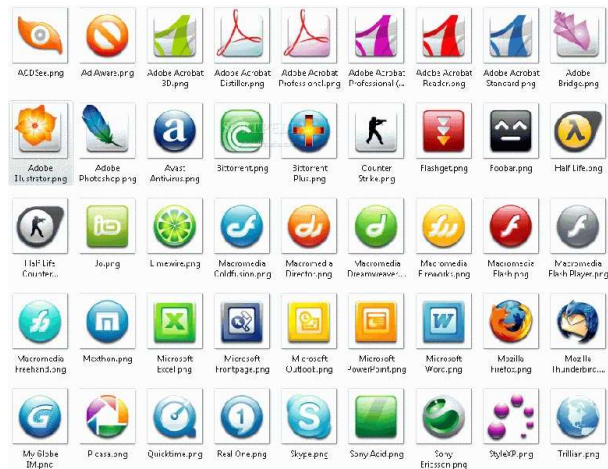 ACDSee.png
Ad Aware.png
Adobe Acrobat
3D.png
Adobe Acrobat
Distiller.png
Adobe Acrobat
Professional.png
Adobe Acrobat
Professional (...
Adobe Acrobat
Reader.png
Adobe Acrobat
Standard.png
Adobe
Bridge.png
Adobe
Illustrator.png
Adobe
Photoshop.png
a
Avast
Antivirus.png
Bittorrent.png
Bittorrent
Plus.png
Counter
Strike.png
Flashget.png
Foobar.png
λ
Half Life.png
Half Life
Counter...
Jo.png
Limewire.png
Macromedia
Coldfusion.png
Macromedia
Director.png
Macromedia
Dreamweaver....
Macromedia
Fireworks.png
Macromedia
Flash.png
Macromedia
Flash Player.png
Macromedia
Freehand.png
Maxthon.png
X
Microsoft
Excel.png
Microsoft
Frontpage.png
Microsoft
Outlook.png
Microsoft
PowerPoint.png
W
Microsoft
Word.png
Mozilla
Firefox.png
Mozilla
Thunderbird....
G
My Globe
IM.png
Picasa.png
Quicktime.png
1
Real One.png
S
Skype.png
Sony Acid.png
Sony
Ericsson.png
StyleXP.png
Trillian.png